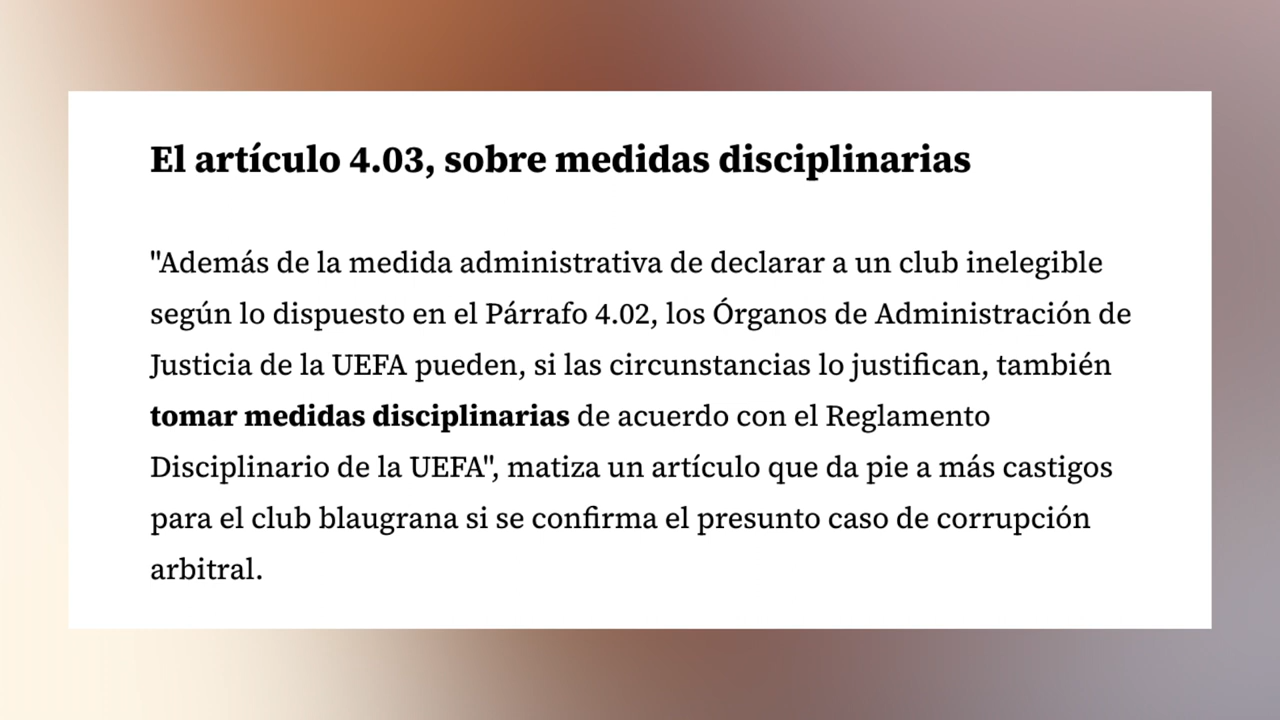 El artículo 4.03, sobre medidas disciplinarias
"Además de la medida administrativa de declarar a un club inelegible
según lo dispuesto en el Párrafo 4.02, los Órganos de Administración de
Justicia de la UEFA pueden, si las circunstancias lo justifican, también
tomar medidas disciplinarias de acuerdo con el Reglamento
Disciplinario de la UEFA", matiza un artículo que da pie a más castigos
para el club blaugrana si se confirma el presunto caso de corrupción
arbitral.